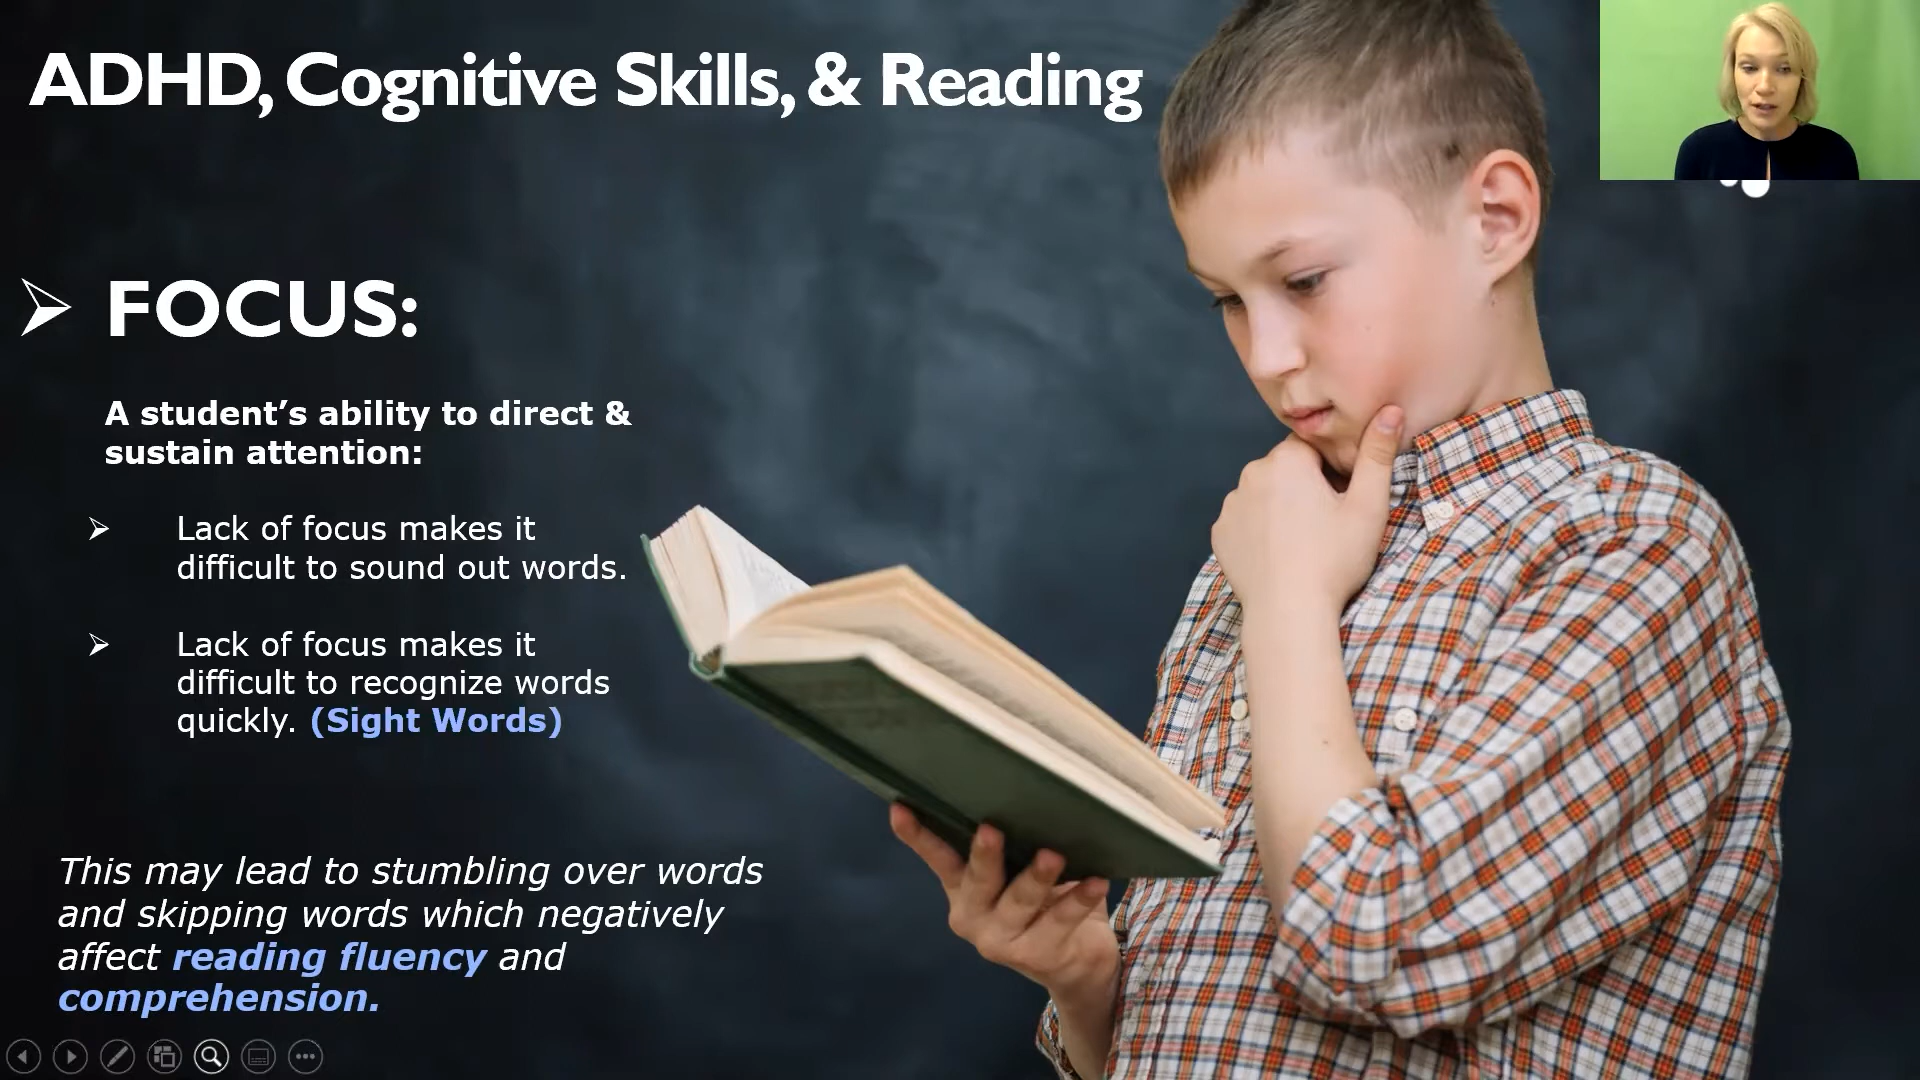 ADHD, Cognitive Skills, & Reading
FOCUS:
A student’s ability to direct &
sustain attention:
Lack of focus makes it
difficult to sound out words.
Lack of focus makes it
difficult to recognize words
quickly. (Sight Words)
This may lead to stumbling over words
and skipping words which negatively
affect reading fluency and
comprehension.